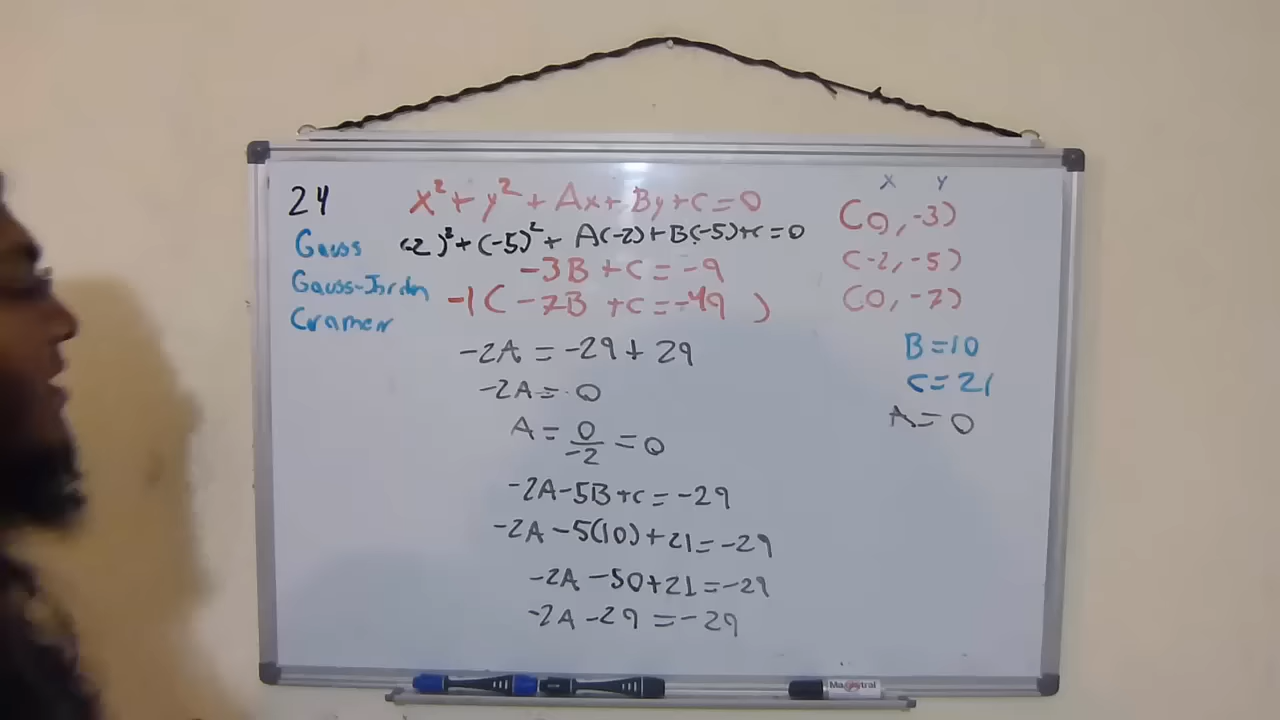 24
x² + y² + Ax + By + C = 0
(-2)² + (-5)² + A(-2) + B(-5) + C = 0
-3B + C = -9
-1( -7B + C = -49 )
-2A = -29 + 29
-2A = 0
A = 0/-2 = 0
-2A - 5B + C = -29
-2A - 5(10) + 21 = -29
-2A - 50 + 21 = -29
-2A - 29 = -29
Gauss
Gauss-Jordan
Cramer
x y
(0, -3)
(-2, -5)
(0, -7)
B = 10
C = 21
A = 0
Magistral